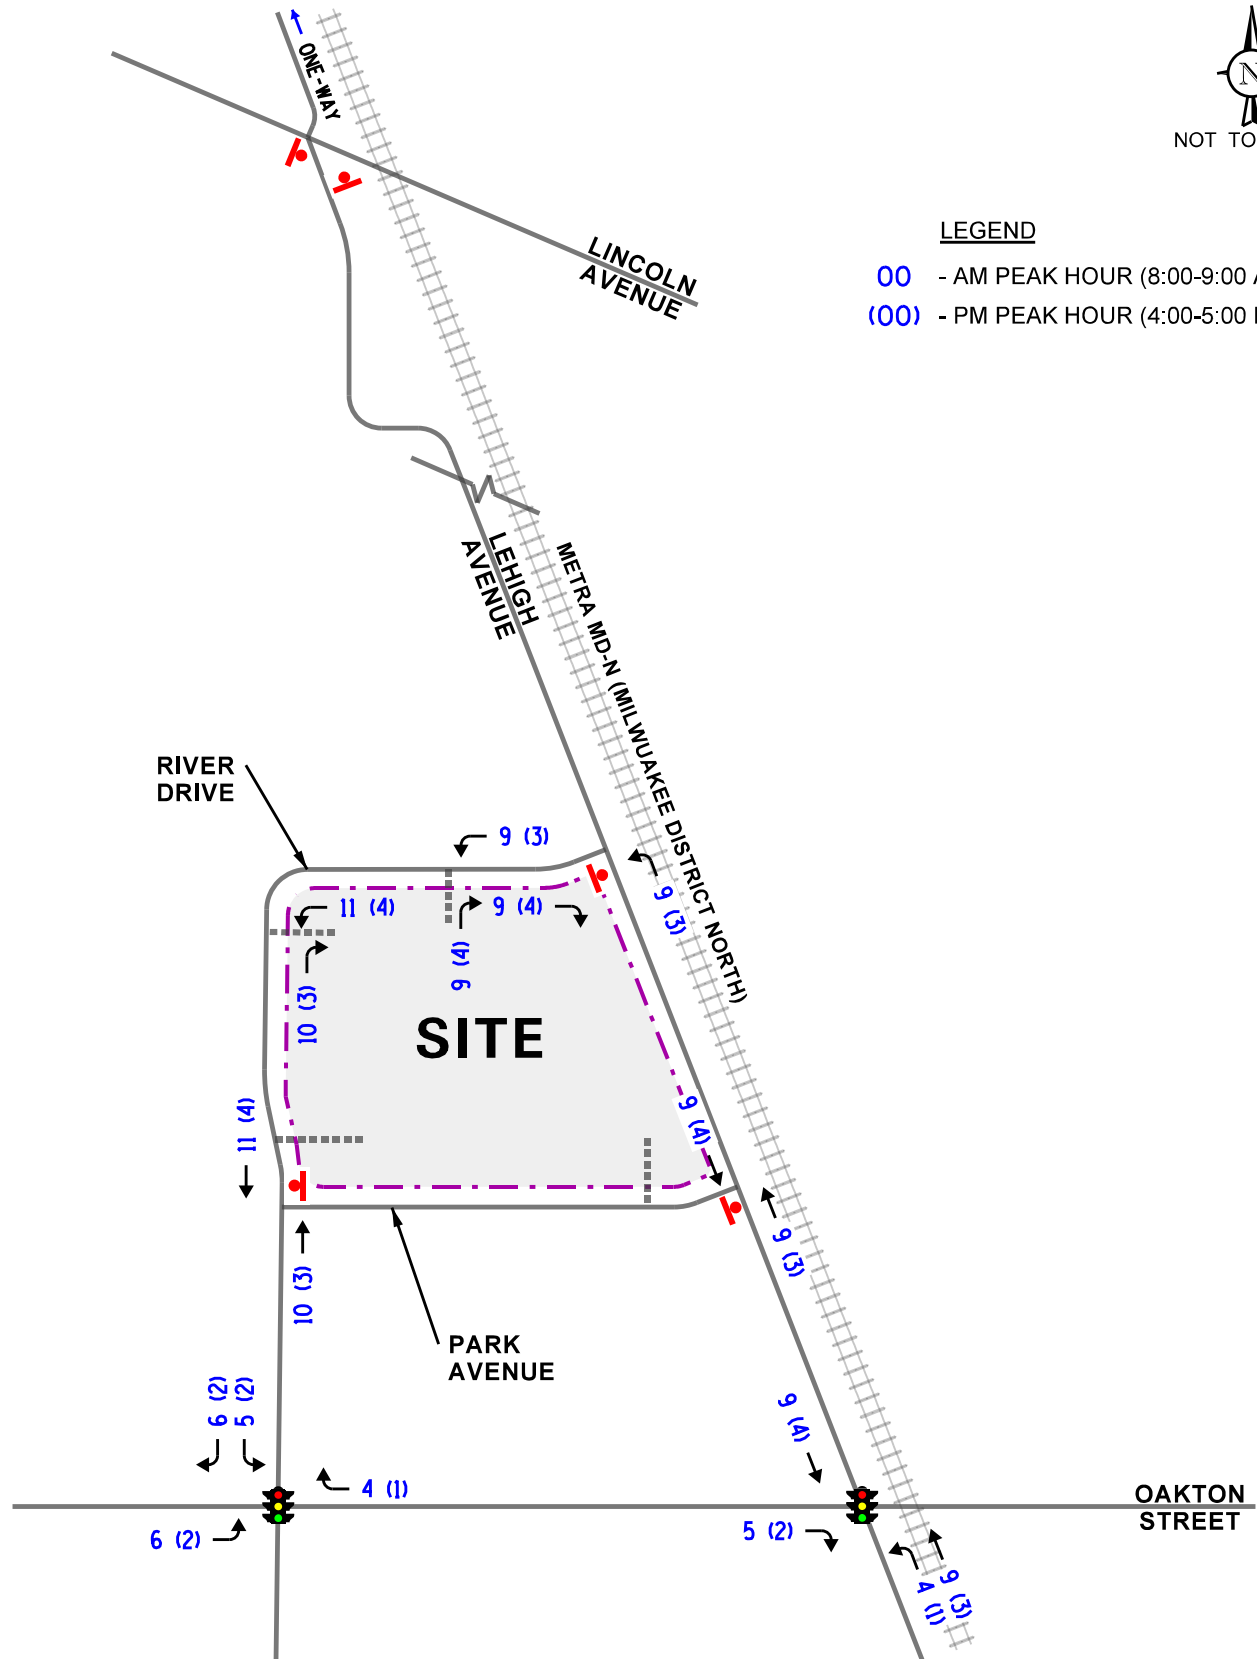 ONE-WAY
N
NOT TO
LEGEND
00 - AM PEAK HOUR (8:00-9:00
(00) - PM PEAK HOUR (4:00-5:00
LINCOLN
AVENUE
LEHIGH
AVENUE
METRA MD-N (MILWUAKEE DISTRICT NORTH)
RIVER
DRIVE
9 (3)
11 (4)
9 (4)
9 (3)
9 (4)
10 (3)
SITE
11 (4)
9 (4)
9 (3)
10 (3)
PARK
AVENUE
6 (2)
5 (2)
9 (4)
4 (1)
OAKTON
STREET
6 (2)
5 (2)
4 (1)
9 (3)